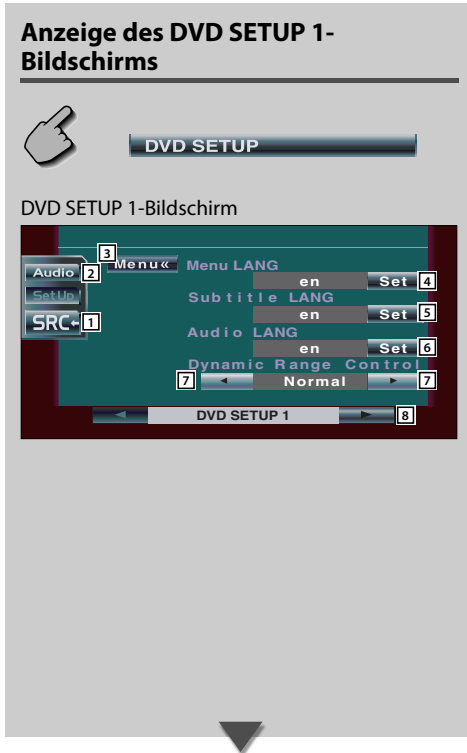 Anzeige des DVD SETUP 1-
Bildschirms
DVD SETUP
DVD SETUP 1-Bildschirm
3
Menu« Menu LANG
Audio 2
en Set 4
SetUp
Subtitle LANG
en Set 5
SRC 1
Audio LANG
en Set 6
Dynamic Range Control
7 ◄ Normal ► 7
◄ DVD SETUP 1 ► 8